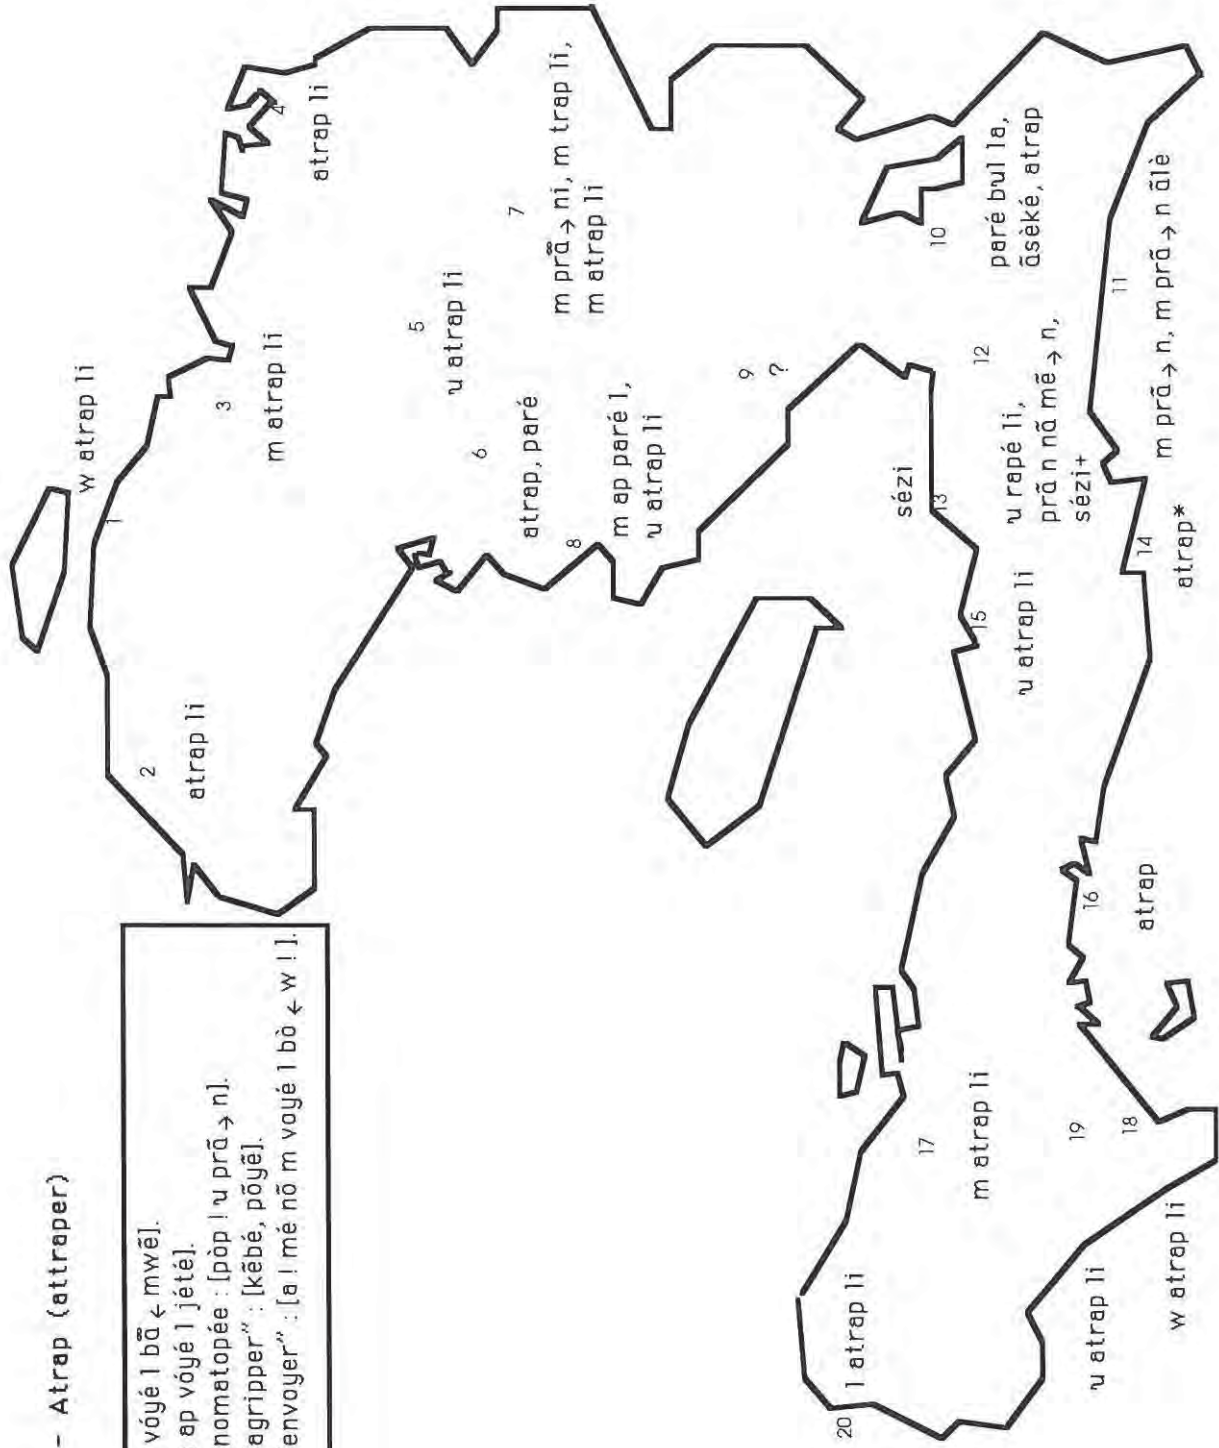 - Atrap (attraper)
vóyé l bã̈ ← mwẽ].
ap vóyé l jété].
nomatopée : [pòp ! u prã → n].
agripper" : [kẽbé, põyẽ].
envoyer" : [a ! mé nõ m voyé l bò ← w ! ].
1
w atrap li
2
atrap li
3
m atrap li
4
atrap li
5
u atrap li
6
atrap, paré
7
m prã̈ → ni, m trap li,
m atrap li
8
m ap paré l,
u atrap li
9
?
10
paré bul la,
ãsèké, atrap
11
m prã → n, m prã → n ãlè
12
u rapé li,
prã n nã mẽ → n,
sézi+
13
sézi
14
atrap*
15
u atrap li
16
atrap
17
m atrap li
18
w atrap li
19
u atrap li
20
l atrap li